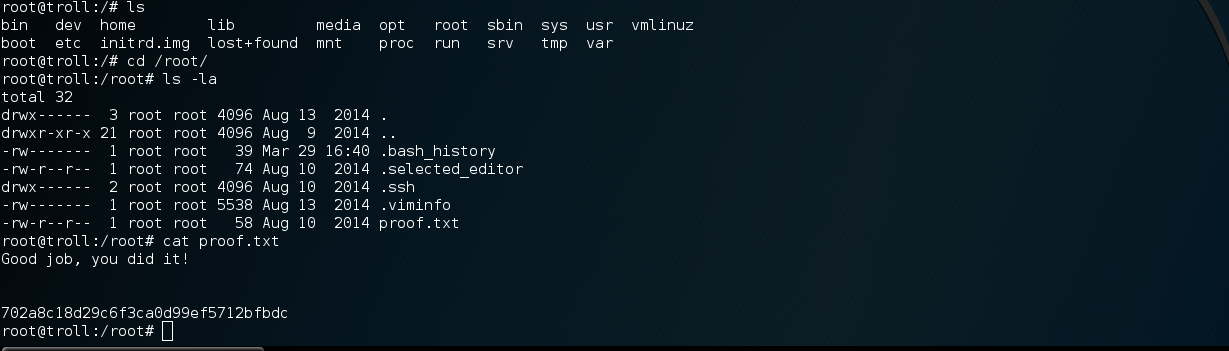 root@troll:/# ls
bin   dev  home        lib         media  opt   root  sbin  sys  usr  vmlinuz
boot  etc  initrd.img  lost+found  mnt    proc  run   srv   tmp  var
root@troll:/# cd /root/
root@troll:/root# ls -la
total 32
drwx------  3 root root 4096 Aug 13  2014 .
drwxr-xr-x 21 root root 4096 Aug  9  2014 ..
-rw-------  1 root root   39 Mar 29 16:40 .bash_history
-rw-r--r--  1 root root   74 Aug 10  2014 .selected_editor
drwx------  2 root root 4096 Aug 10  2014 .ssh
-rw-------  1 root root 5538 Aug 13  2014 .viminfo
-rw-r--r--  1 root root   58 Aug 10  2014 proof.txt
root@troll:/root# cat proof.txt
Good job, you did it!
702a8c18d29c6f3ca0d99ef5712bfbdc
root@troll:/root#